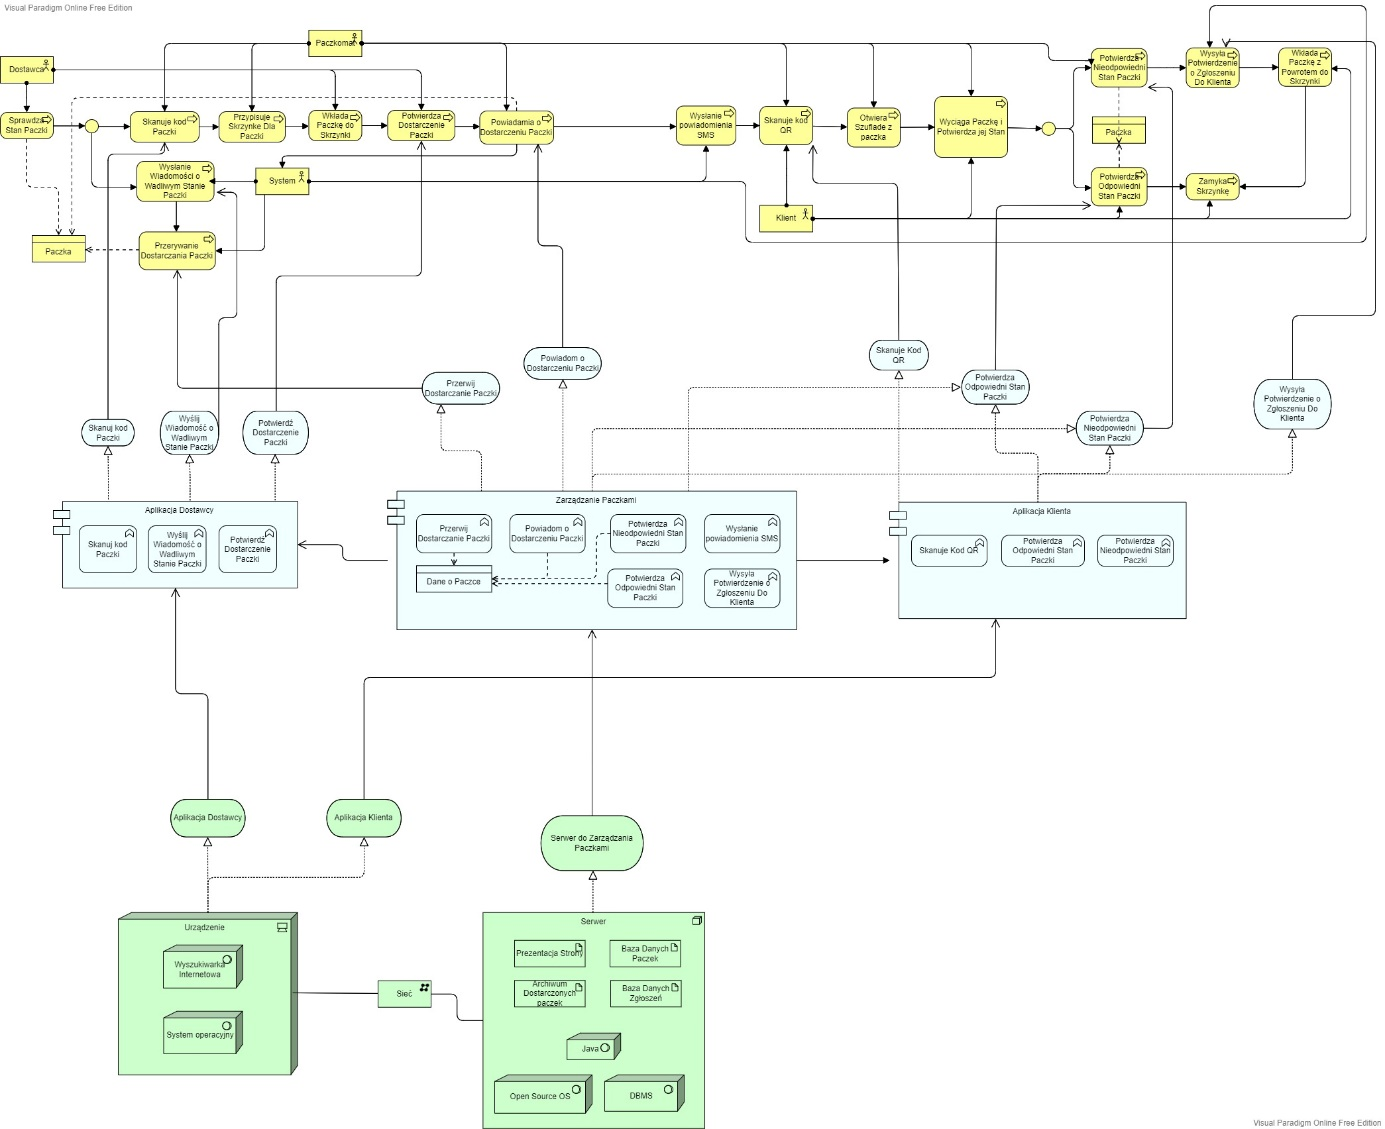 Visual Paradigm Online Free Edition
Paczkomat
Dostawca
Sprawdza
Stan Paczki
Skanuje kod
Paczki
Przypisuje
Skrzynke Dla
Paczki
Wkłada
Paczkę do
Skrzynki
Potwierdza
Dostarczenie
Paczki
Powiadamia o
Dostarczeniu Paczki
Wysłanie
powiadomienia
SMS
Skanuje kod
QR
Otwiera
Szuflade z
paczka
Wyciąga Paczkę i
Potwierdza jej Stan
Potwierdza
Nieodpowiedni
Stan Paczki
Wysyła
Potwierdzenie
o Zgłoszeniu
Do Klienta
Wkłada
Paczkę z
Powrotem do
Skrzynki
Paczka
Potwierdza
Odpowiedni
Stan Paczki
Zamyka
Skrzynkę
Wysłanie
Wiadomości o
Wadliwym Stanie
Paczki
System
Klient
Paczka
Przerywanie
Dostarczania Paczki
Skanuj kod
Paczki
Wyślij
Wiadomość o
Wadliwym
Stanie Paczki
Potwierdź
Dostarczenie
Paczki
Przerwij
Dostarczanie Paczki
Powiadom o
Dostarczeniu Paczki
Skanuje Kod
QR
Potwierdza
Odpowiedni Stan
Paczki
Potwierdza
Nieodpowiedni
Stan Paczki
Wysyła
Potwierdzenie o
Zgłoszeniu Do
Klienta
Aplikacja Dostawcy
Skanuj kod
Paczki
Wyślij
Wiadomość o
Wadliwym
Stanie Paczki
Potwierdź
Dostarczenie
Paczki
Zarządzanie Paczkami
Przerwij
Dostarczanie Paczki
Powiadom o
Dostarczeniu Paczki
Potwierdza
Nieodpowiedni Stan
Paczki
Wysłanie
powiadomienia SMS
Dane o Paczce
Potwierdza
Odpowiedni Stan
Paczki
Wysyła
Potwierdzenie o
Zgłoszeniu Do
Klienta
Aplikacja Klienta
Skanuje Kod QR
Potwierdza
Odpowiedni Stan
Paczki
Potwierdza
Nieodpowiedni Stan
Paczki
Aplikacja Dostawcy
Aplikacja Klienta
Serwer do Zarządzania
Paczkami
Urządzenie
Wyszukiwarka
Internetowa
System operacyjny
Sieć
Serwer
Prezentacja Strony
Baza Danych
Paczek
Archiwum
Dostarczonych
paczek
Baza Danych
Zgłoszeń
Java
Open Source OS
DBMS
Visual Paradigm Online Free Edition